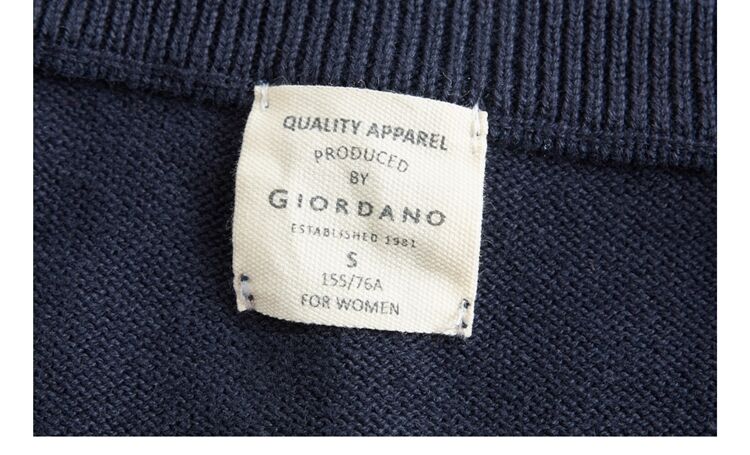 QUALITY APPAREL
PRODUCED
BY
GIORDANO
ESTABLISHED 1981
S
155/76A
FOR WOMEN